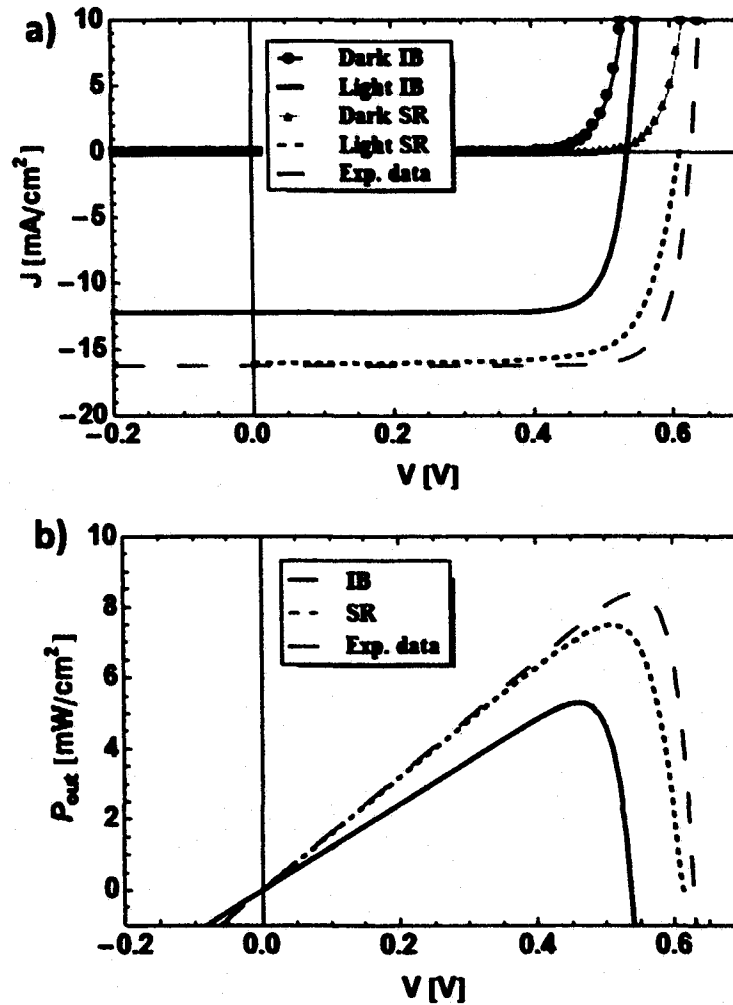 a)
10
5
0
−5
−10
−15
−20
J [mA/cm²]
Dark IB
Light IB
Dark SR
Light SR
Exp. data
−0.2 0.0 0.2 0.4 0.6
V [V]
b)
10
8
6
4
2
0
P_out [mW/cm²]
IB
SR
Exp. data
−0.2 0.0 0.2 0.4 0.6
V [V]